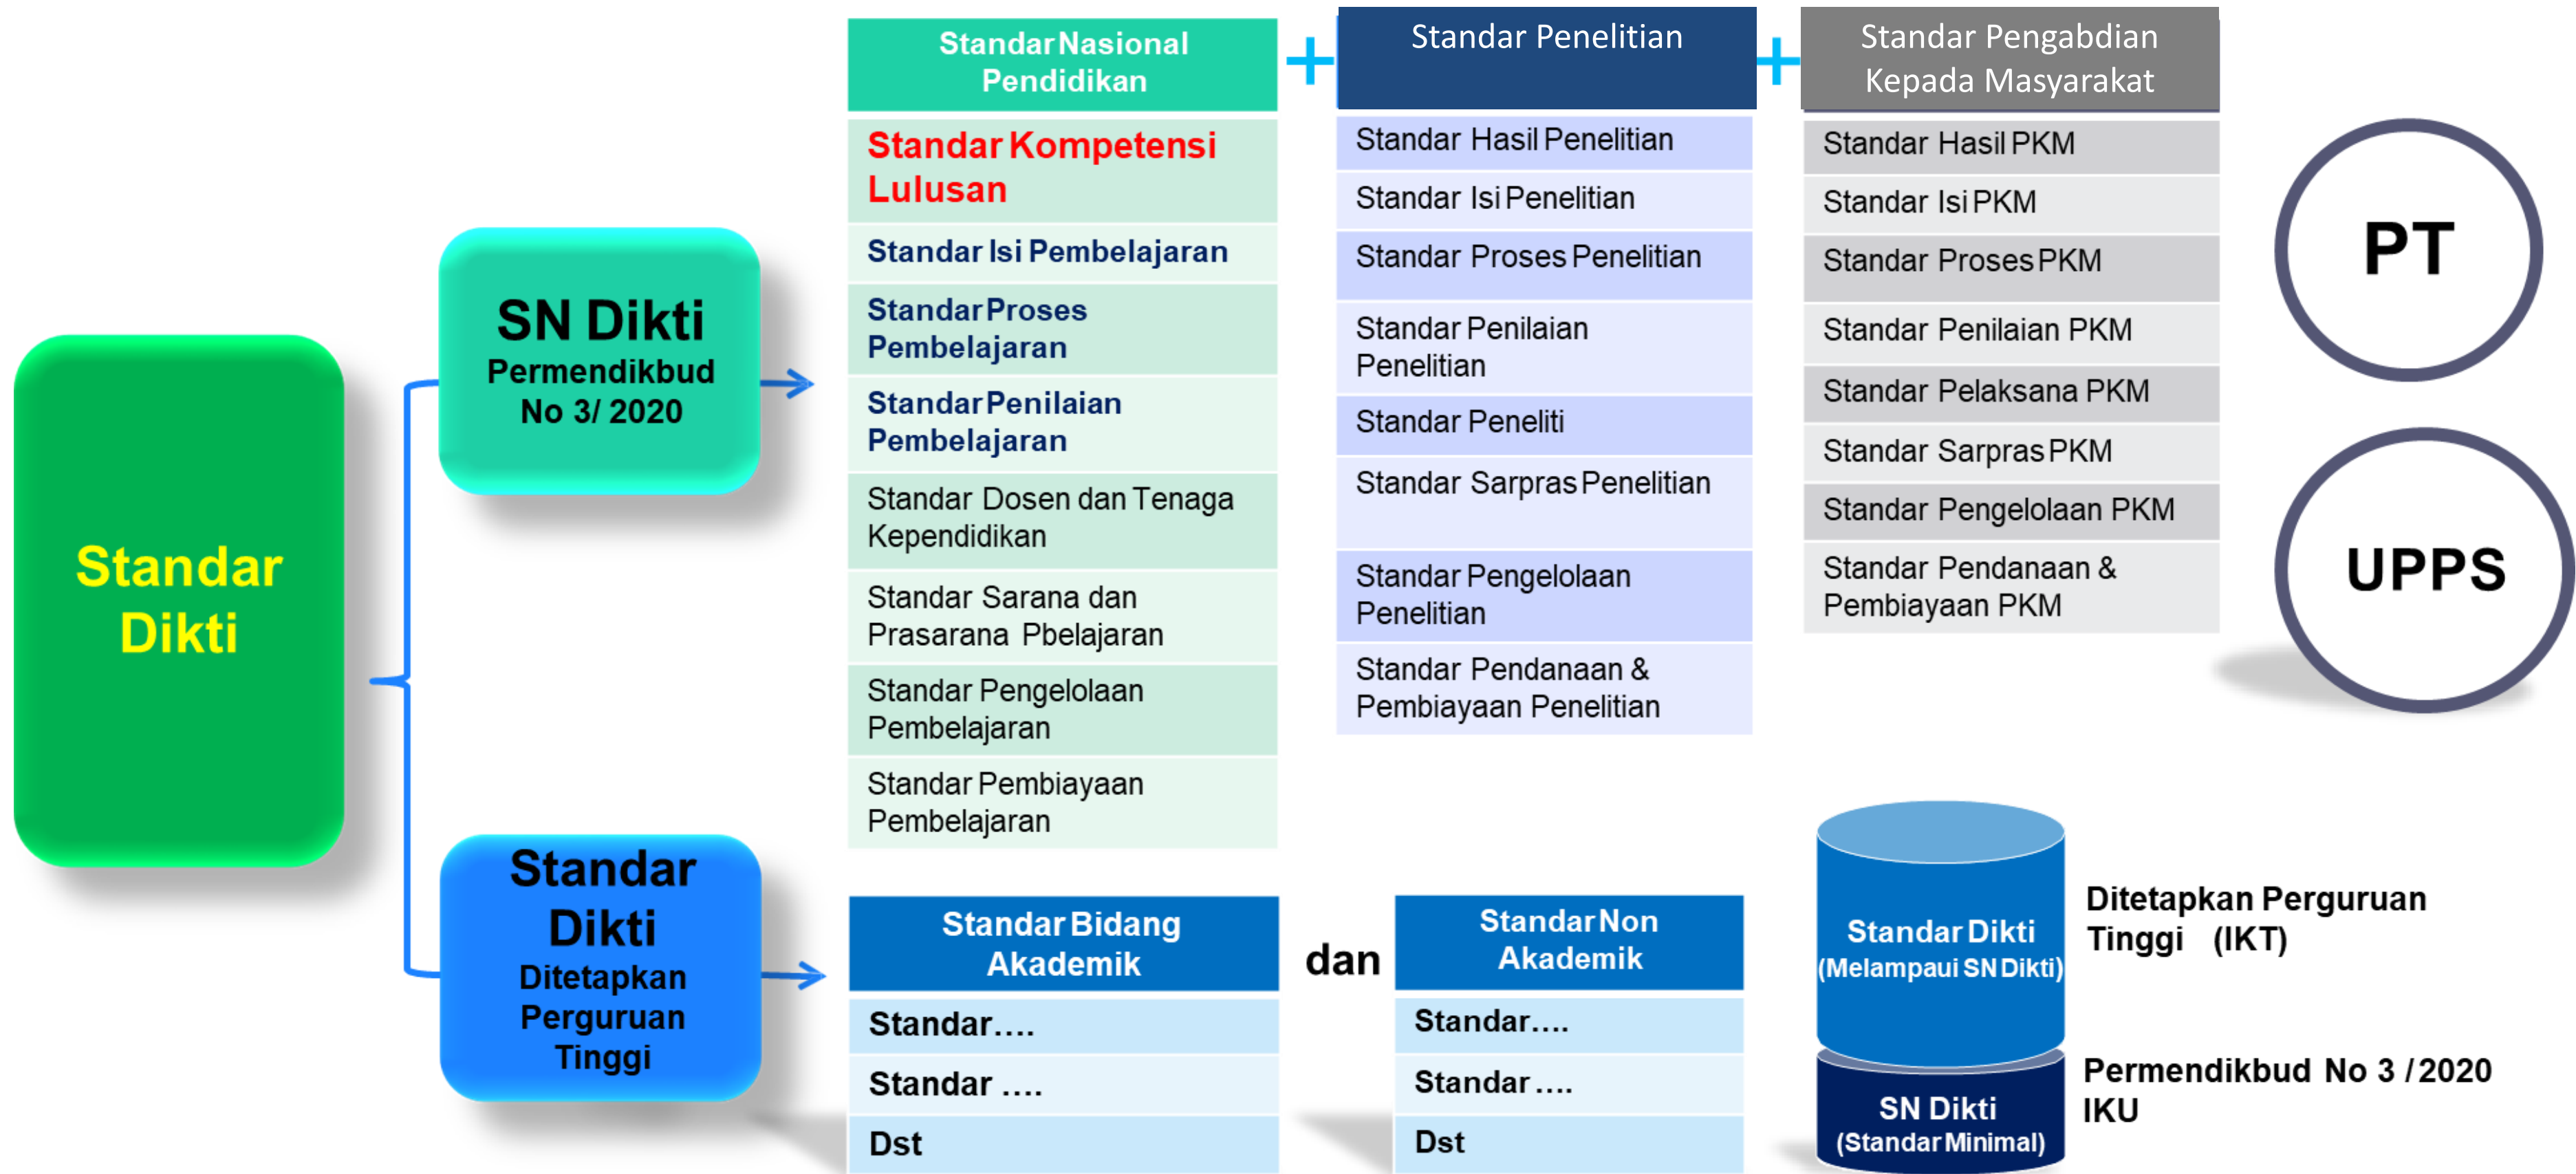 Standar
Dikti
SN Dikti
Permendikbud
No 3/ 2020
Standar
Dikti
Ditetapkan
Perguruan
Tinggi
Standar Nasional
Pendidikan
Standar Kompetensi
Lulusan
Standar Isi Pembelajaran
Standar Proses
Pembelajaran
Standar Penilaian
Pembelajaran
Standar Dosen dan Tenaga
Kependidikan
Standar Sarana dan
Prasarana Pbelajaran
Standar Pengelolaan
Pembelajaran
Standar Pembiayaan
Pembelajaran
+
Standar Penelitian
Standar Hasil Penelitian
Standar Isi Penelitian
Standar Proses Penelitian
Standar Penilaian
Penelitian
Standar Peneliti
Standar Sarpras Penelitian
Standar Pengelolaan
Penelitian
Standar Pendanaan &
Pembiayaan Penelitian
+
Standar Pengabdian
Kepada Masyarakat
Standar Hasil PKM
Standar Isi PKM
Standar Proses PKM
Standar Penilaian PKM
Standar Pelaksana PKM
Standar Sarpras PKM
Standar Pengelolaan PKM
Standar Pendanaan &
Pembiayaan PKM
PT
UPPS
Standar Bidang
Akademik
Standar....
Standar ....
Dst
dan
Standar Non
Akademik
Standar....
Standar ....
Dst
Standar Dikti
(Melampaui SN Dikti)
SN Dikti
(Standar Minimal)
Ditetapkan Perguruan
Tinggi (IKT)
Permendikbud No 3 / 2020
IKU